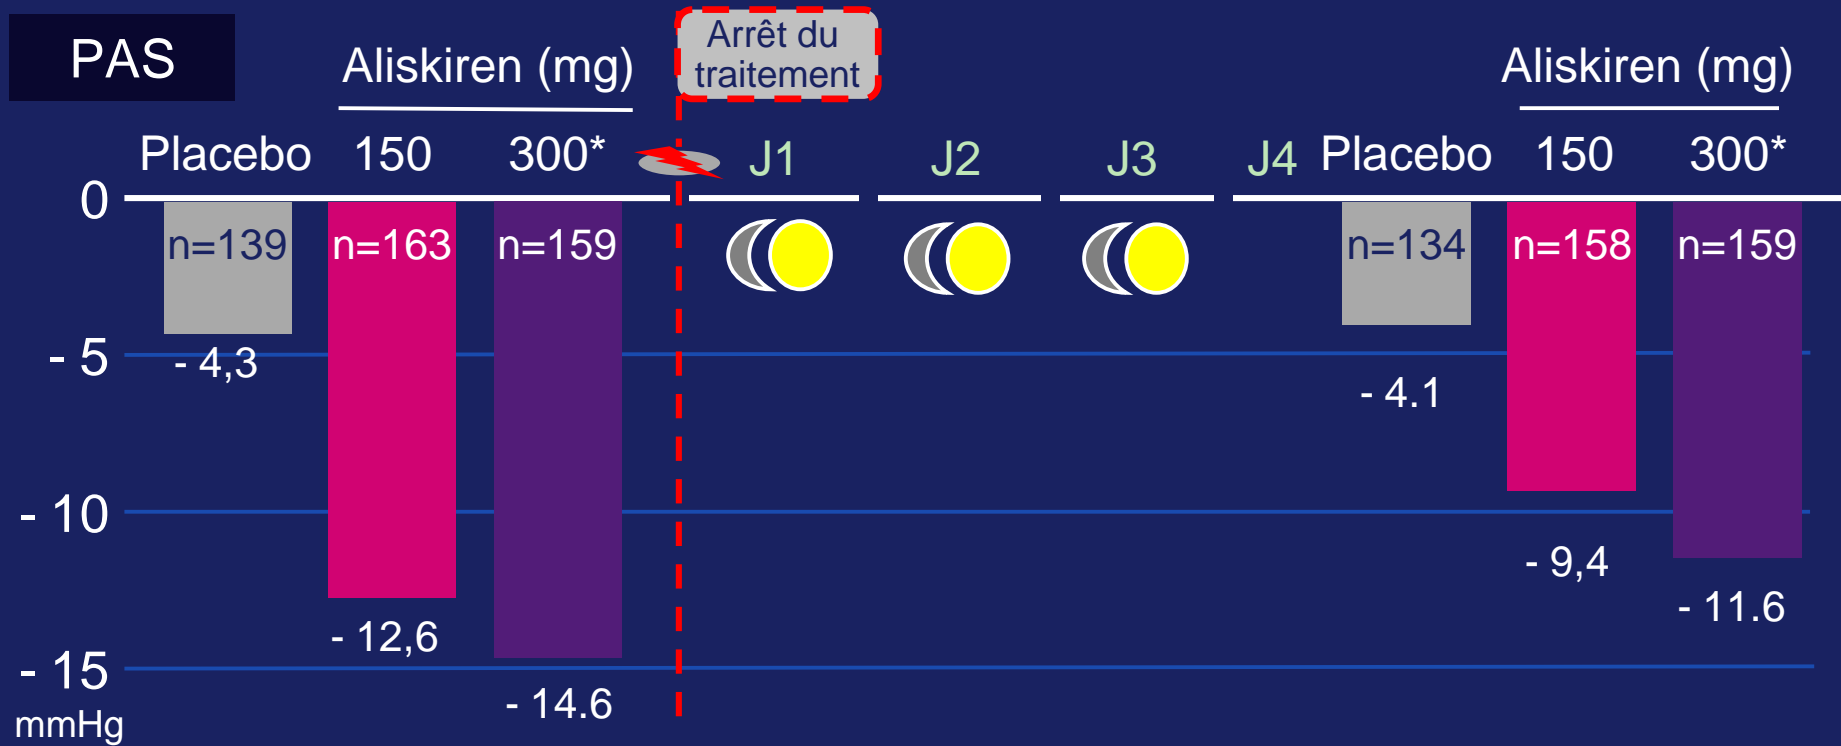 PAS
Aliskiren (mg)
Arrêt du
traitement
Aliskiren (mg)
Placebo 150 300* J1 J2 J3 J4 Placebo 150 300*
0
n=139 n=163 n=159 n=134 n=158 n=159
- 5
- 4,3
- 4.1
- 10
- 9,4
- 11.6
- 12,6
- 15
- 14.6
mmHg